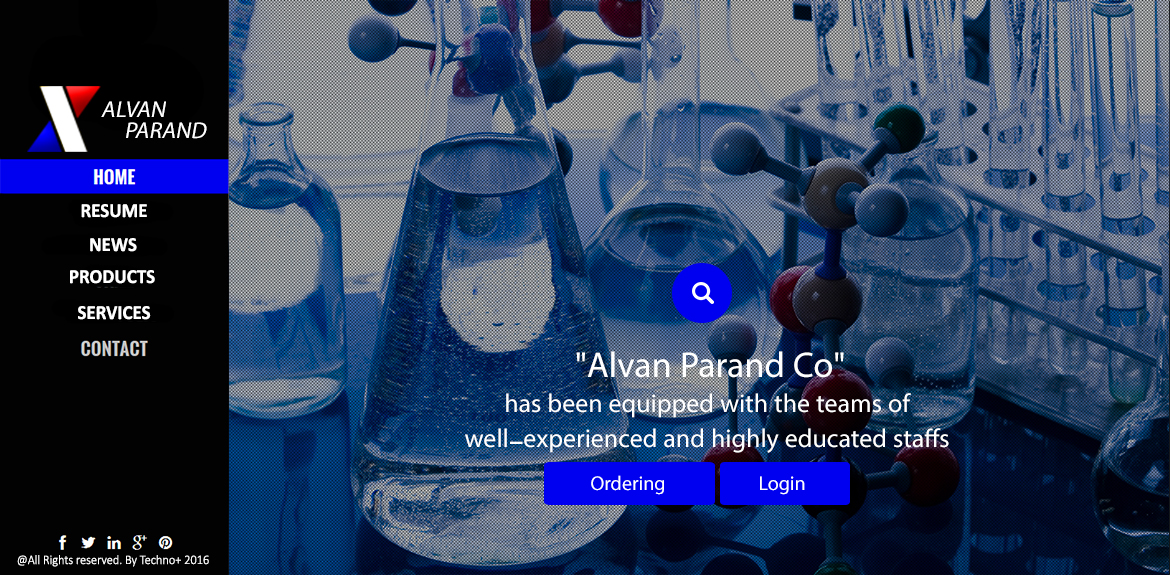 ALVAN
PARAND
HOME
RESUME
NEWS
PRODUCTS
SERVICES
CONTACT
"Alvan Parand Co"
has been equipped with the teams of
well-experienced and highly educated staffs
Ordering
Login
@All Rights reserved. By Techno+ 2016